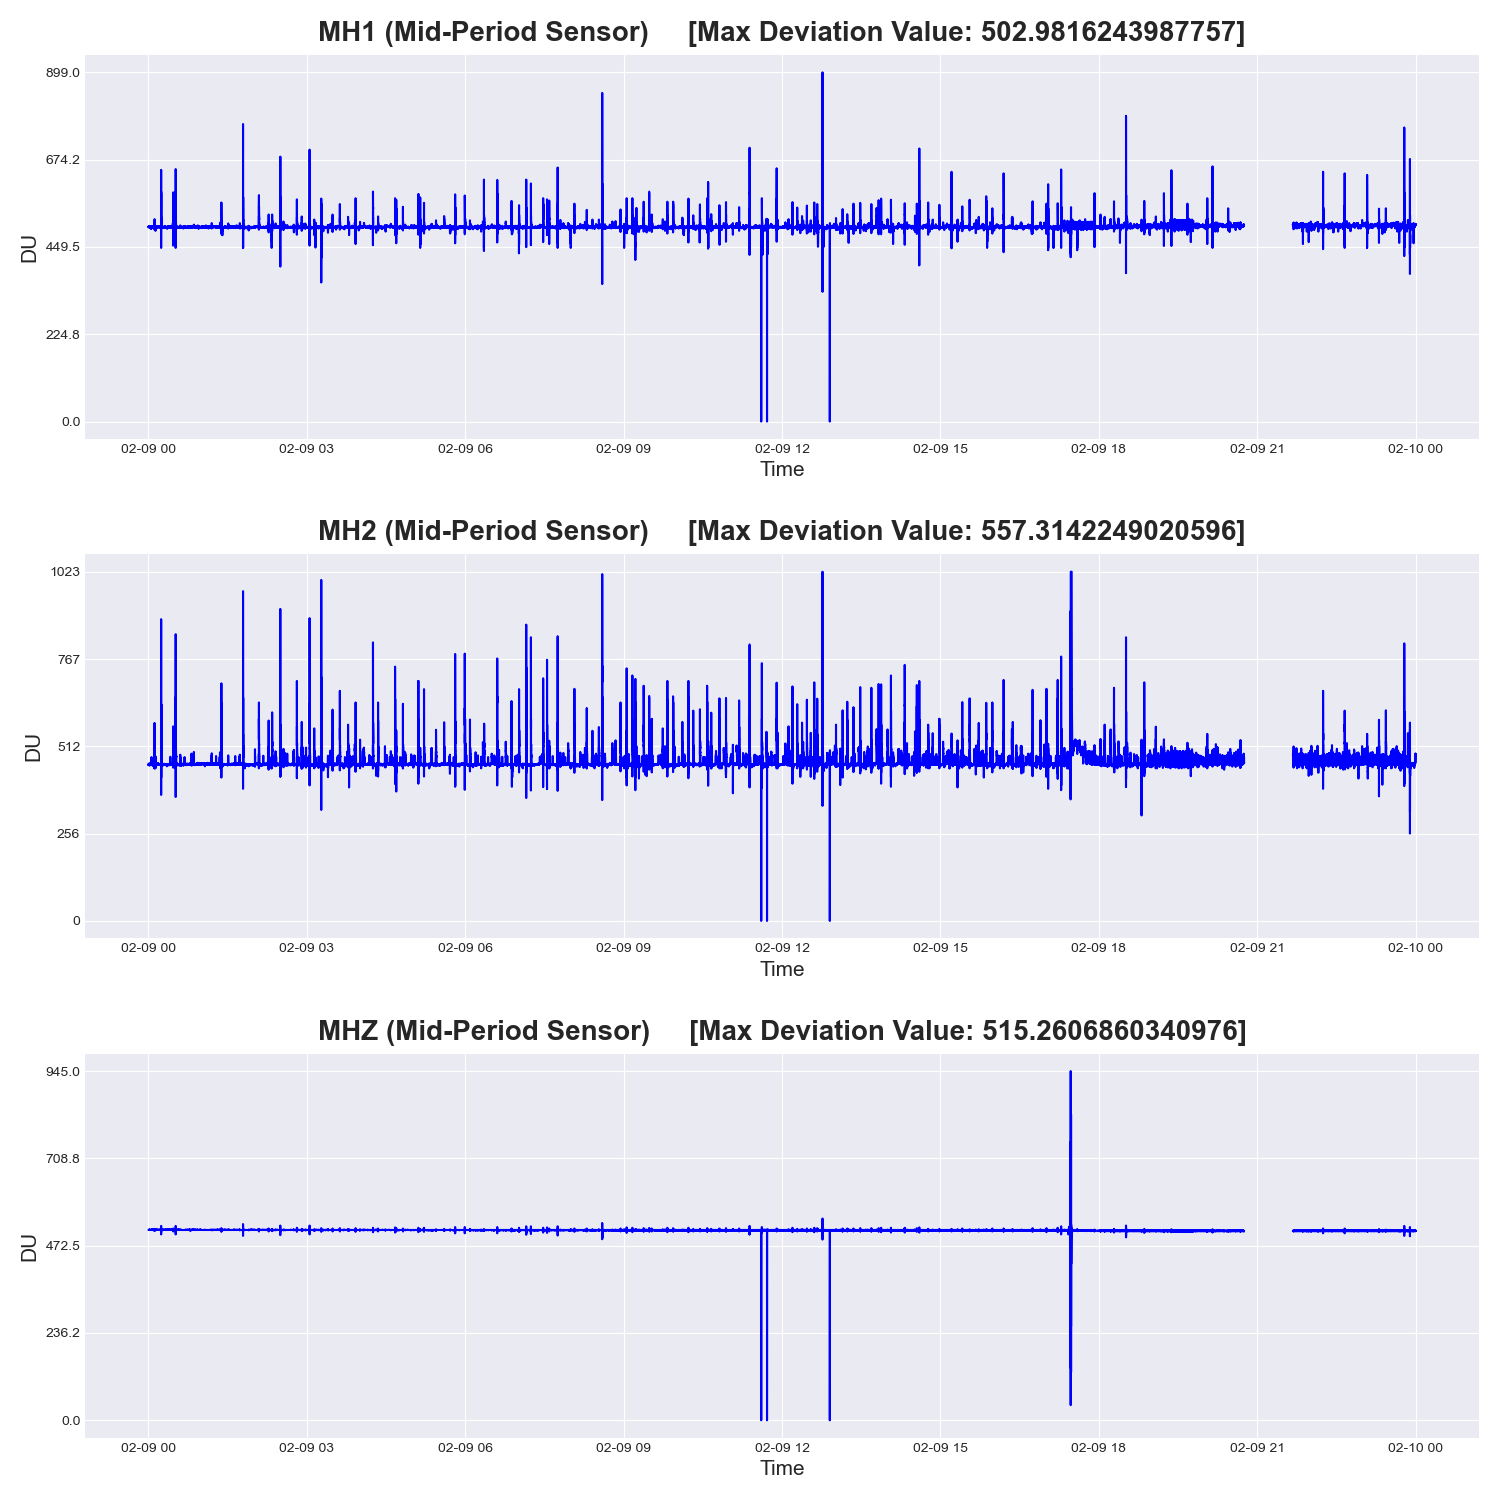 MH1 (Mid-Period Sensor) [Max Deviation Value: 502.9816243987757]
899.0
674.2
449.5
224.8
0.0
DU
02-09 00 02-09 03 02-09 06 02-09 09 02-09 12 02-09 15 02-09 18 02-09 21 02-10 00
Time
MH2 (Mid-Period Sensor) [Max Deviation Value: 557.3142249020596]
1023
767
512
256
0
DU
02-09 00 02-09 03 02-09 06 02-09 09 02-09 12 02-09 15 02-09 18 02-09 21 02-10 00
Time
MHZ (Mid-Period Sensor) [Max Deviation Value: 515.2606860340976]
945.0
708.8
472.5
236.2
0.0
DU
02-09 00 02-09 03 02-09 06 02-09 09 02-09 12 02-09 15 02-09 18 02-09 21 02-10 00
Time